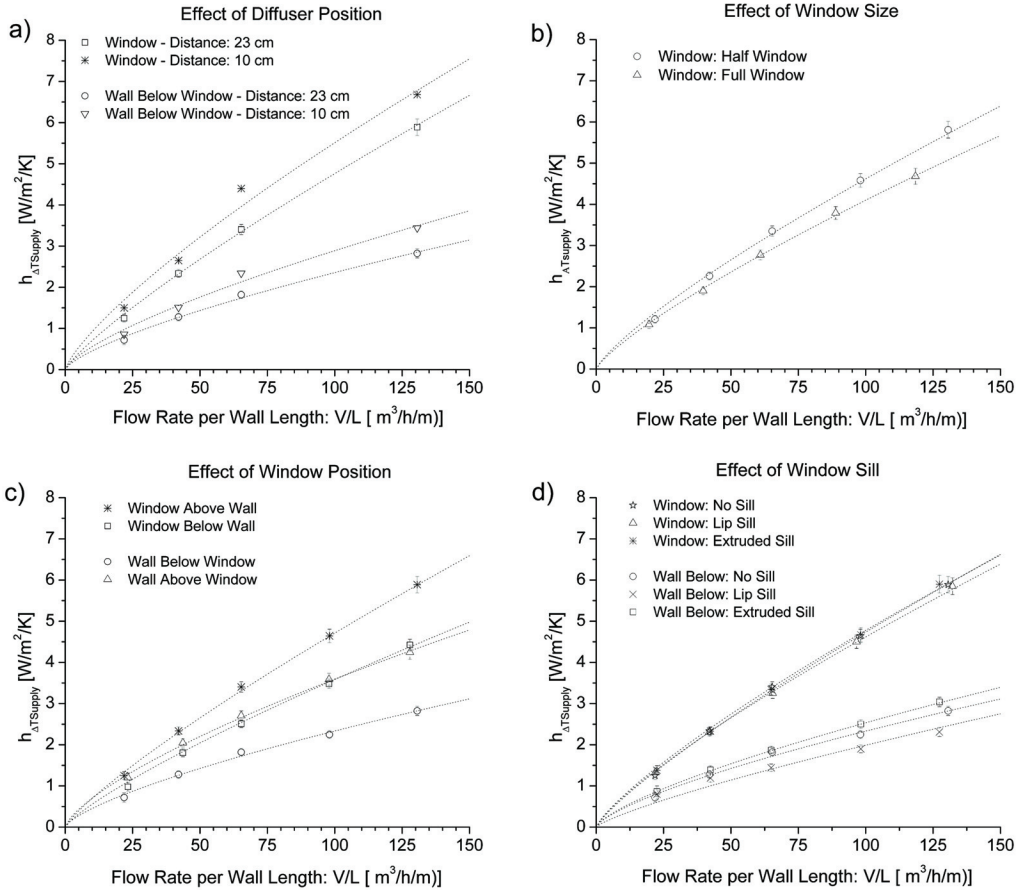 Effect of Diffuser Position
a)
Window - Distance: 23 cm
Window - Distance: 10 cm
Wall Below Window - Distance: 23 cm
Wall Below Window - Distance: 10 cm
8
7
6
5
4
3
2
1
0
h ΔTSupply [W/m²/K]
0 25 50 75 100 125 150
Flow Rate per Wall Length: V/L [ m³/h/m)]
Effect of Window Size
b)
Window: Half Window
Window: Full Window
8
7
6
5
4
3
2
1
0
h ΔTSupply [W/m²/K]
0 25 50 75 100 125 150
Flow Rate per Wall Length: V/L [ m³/h/m)]
Effect of Window Position
c)
Window Above Wall
Window Below Wall
Wall Below Window
Wall Above Window
8
7
6
5
4
3
2
1
0
h ΔTSupply [W/m²/K]
0 25 50 75 100 125 150
Flow Rate per Wall Length: V/L [ m³/h/m)]
Effect of Window Sill
d)
Window: No Sill
Window: Lip Sill
Window: Extruded Sill
Wall Below: No Sill
Wall Below: Lip Sill
Wall Below: Extruded Sill
8
7
6
5
4
3
2
1
0
h ΔTSupply [W/m²/K]
0 25 50 75 100 125 150
Flow Rate per Wall Length: V/L [ m³/h/m)]